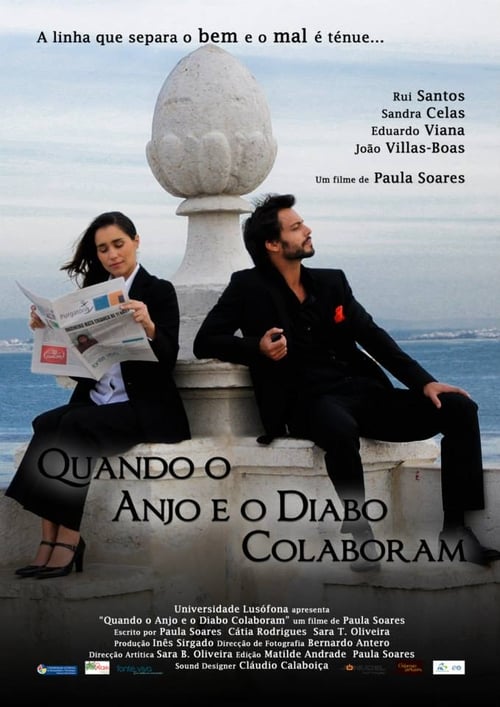 A linha que separa o bem e o mal é ténue...
Rui Santos
Sandra Celas
Eduardo Viana
João Villas-Boas
Um filme de Paula Soares
Purgatório
Quando o
Anjo e o Diabo
Colaboram
Universidade Lusófona apresenta
"Quando o Anjo e o Diabo Colaboram" um filme de Paula Soares
Escrito por Paula Soares Cátia Rodrigues Sara T. Oliveira
Produção Inês Sirgado Direcção de Fotografia Bernardo Antero
Direcção Artítica Sara B. Oliveira Edição Matilde Andrade Paula Soares
Sound Designer Cláudio Calaboiça